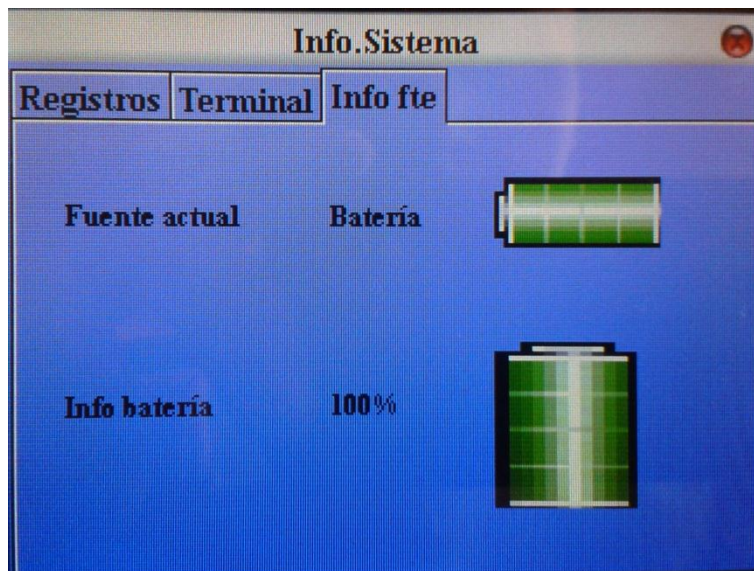 Info.Sistema
Registros Terminal Info fte
Fuente actual Batería
Info batería 100%